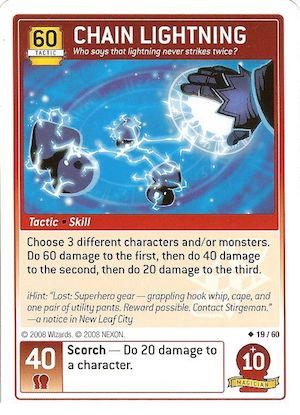 60
TACTIC
CHAIN LIGHTNING
Who says that lightning never strikes twice?
Tactic • Skill
Choose 3 different characters and/or monsters.
Do 60 damage to the first, then do 40 damage
to the second, then do 20 damage to the third.
iHint: "Lost: Superhero gear — grappling hook whip, cape, and
one pair of utility pants. Reward possible. Contact Stirgeman."
—a notice in New Leaf City
© 2008 Wizards. © 2008 NEXON.
◆ 19 / 60
40
Scorch — Do 20 damage to
a character.
+
10
MAGICIAN